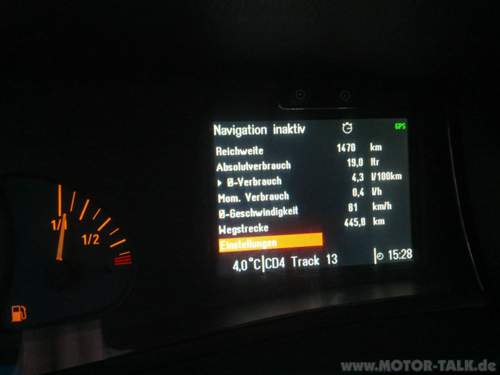 Navigation inaktiv GPS
Reichweite 1470 km
Absolutverbrauch 19,0 ltr
Ø-Verbrauch 4,3 l/100km
Mom. Verbrauch 0,4 l/h
Ø-Geschwindigkeit 81 km/h
Wegstrecke 445,0 km
Einstellungen
4,0°C CD4 Track 13 15:28
1/1
1/2
www.MOTOR-TALK.de